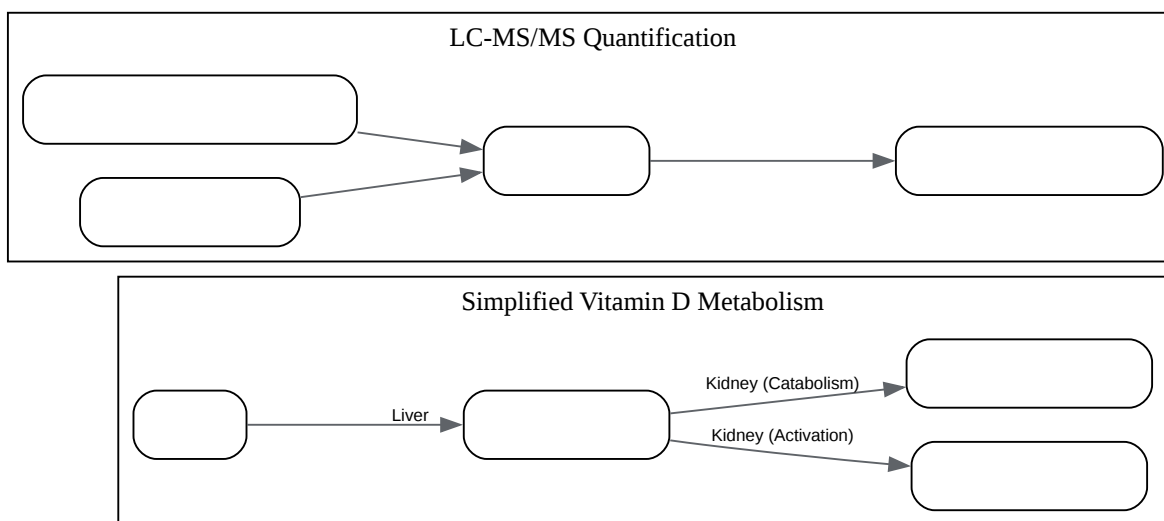 LC-MS/MS Quantification
Simplified Vitamin D Metabolism
Liver
Kidney (Catabolism)
Kidney (Activation)